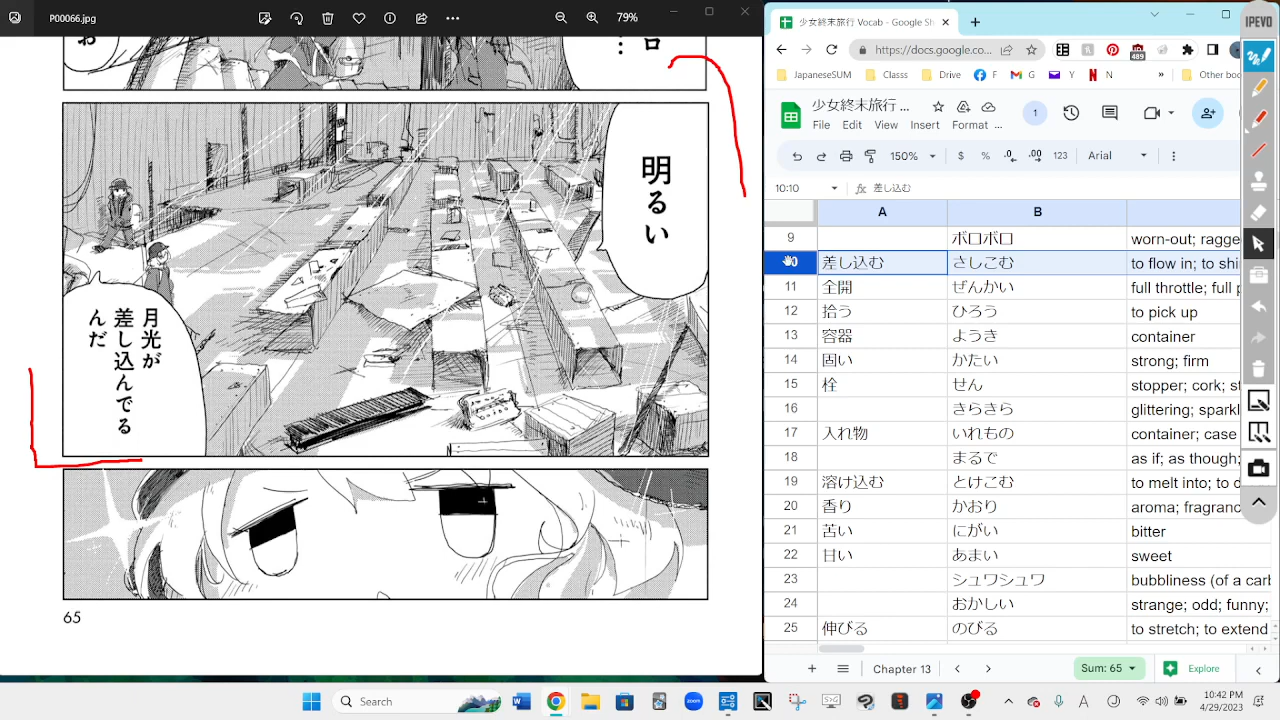 P00066.jpg
79%
お
ロ
…
明るい
月光が
差し込んでる
んだ
65
少女終末旅行 Vocab - Google Sh
https://docs.google.co...
489
JapaneseSUM
Class
Drive
F
M G
Y
N
»
Other boo
少女終末旅行 ...
File Edit View Insert Format ...
1
150% $ % .0 .00 123 Arial
10:10 fx 差し込む
A B
9 ボロボロ worn-out; ragge
差し込む さしこむ to flow in; to shi
11 全開 ぜんかい full throttle; full p
12 拾う ひろう to pick up
13 容器 ようき container
14 固い かたい strong; firm
15 栓 せん stopper; cork; st
16 きらきら glittering; spark
17 入れ物 いれもの container; case
18 まるで as if; as though;
19 溶け込む とけこむ to melt into; to d
20 香り かおり aroma; fragranc
21 苦い にがい bitter
22 甘い あまい sweet
23 シュワシュワ bubbliness (of a carb
24 おかしい strange; odd; funny;
25 伸びる のびる to stretch; to extend
Chapter 13
Sum: 65
Explore
IPEVO
Search
zoom
A
10:42 PM
4/29/2023